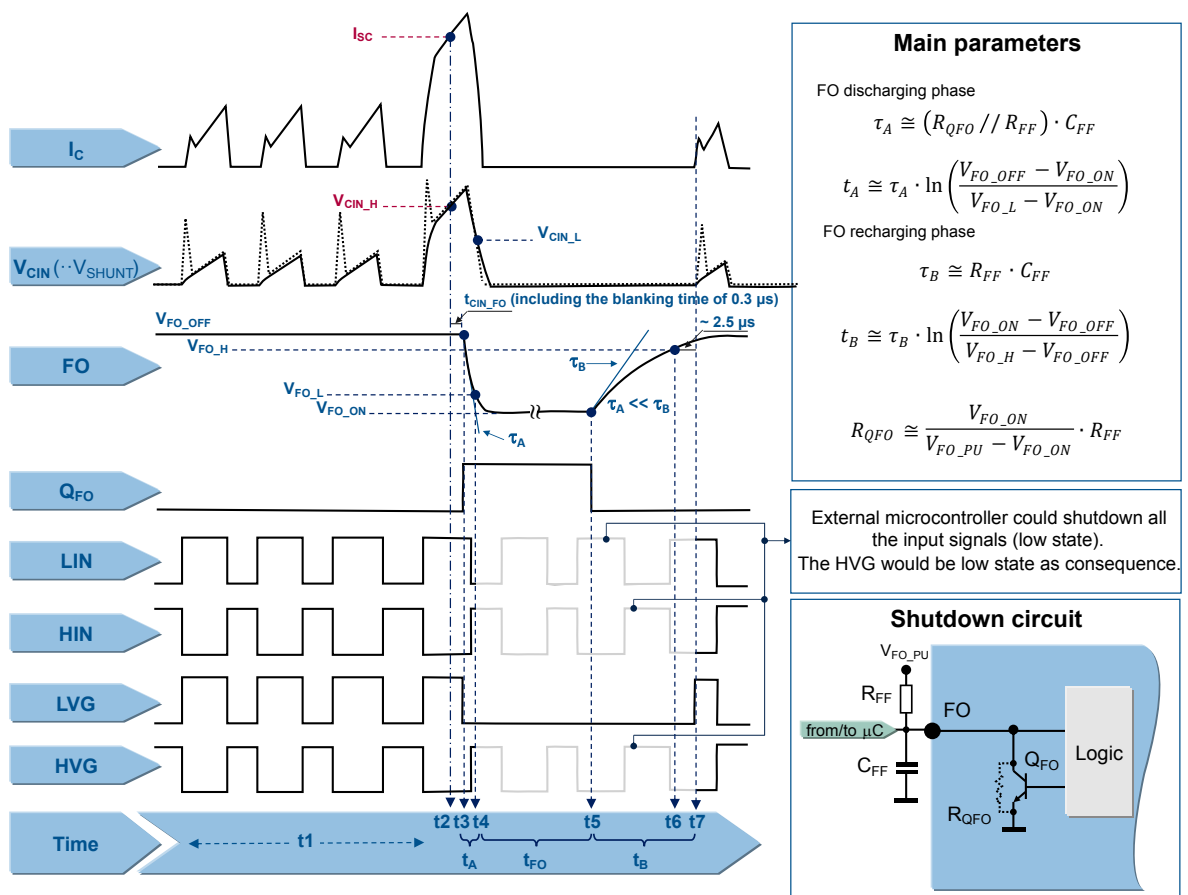 I_SC
I_C
V_CIN_H
V_CIN_L
V_CIN (··V_SHUNT)
t_CIN_FO (including the blanking time of 0.3 µs)
V_FO_OFF
~ 2.5 µs
V_FO_H
FO
τ_B
V_FO_L
V_FO_ON
τ_A << τ_B
τ_A
Q_FO
LIN
HIN
LVG
HVG
Time
t1
t2 t3 t4 t5 t6 t7
t_A t_FO t_B
Main parameters
FO discharging phase
τ_A ≅ (R_QFO // R_FF) · C_FF
t_A ≅ τ_A · ln((V_FO_OFF − V_FO_ON) / (V_FO_L − V_FO_ON))
FO recharging phase
τ_B ≅ R_FF · C_FF
t_B ≅ τ_B · ln((V_FO_ON − V_FO_OFF) / (V_FO_H − V_FO_OFF))
R_QFO ≅ V_FO_ON / (V_FO_PU − V_FO_ON) · R_FF
External microcontroller could shutdown all
the input signals (low state).
The HVG would be low state as consequence.
Shutdown circuit
V_FO_PU
R_FF
FO
from/to µC
C_FF
Q_FO
Logic
R_QFO